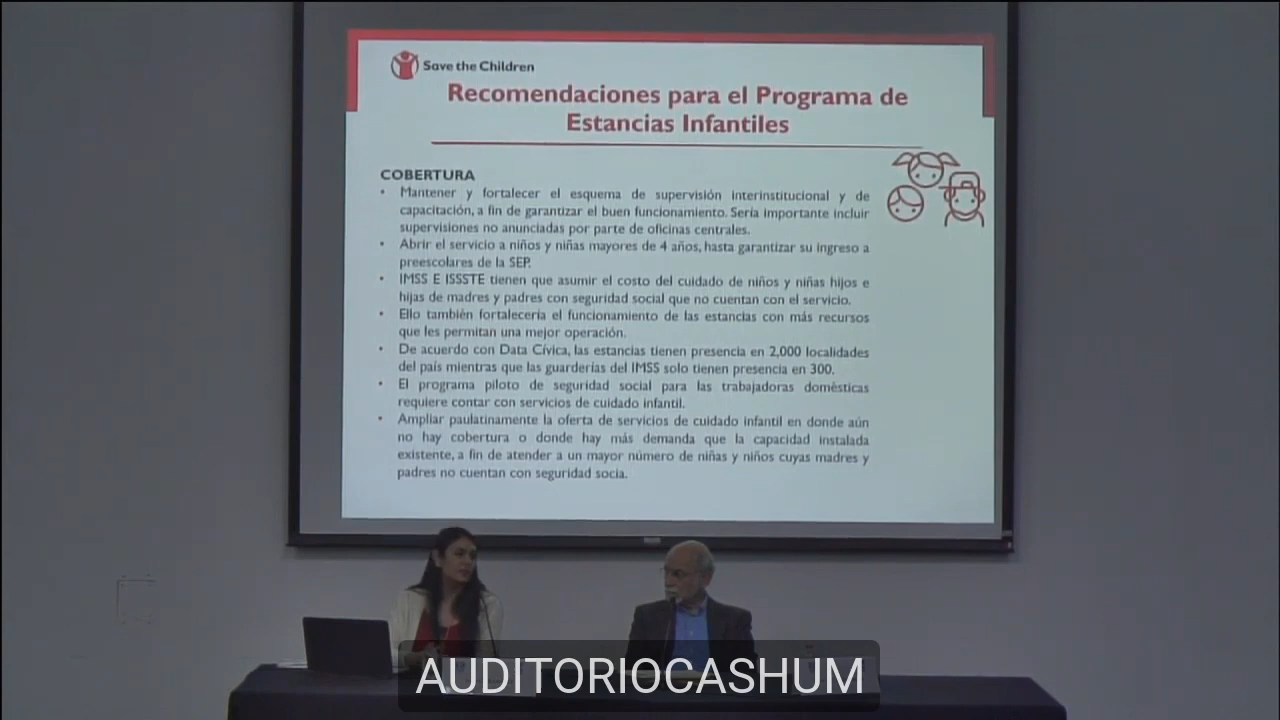 Save the Children
Recomendaciones para el Programa de
Estancias Infantiles
COBERTURA
• Mantener y fortalecer el esquema de supervisión interinstitucional y de
capacitación, a fin de garantizar el buen funcionamiento. Sería importante incluir
supervisiones no anunciadas por parte de oficinas centrales.
• Abrir el servicio a niños y niñas mayores de 4 años, hasta garantizar su ingreso a
preescolares de la SEP.
• IMSS E ISSSTE tienen que asumir el costo del cuidado de niños y niñas hijos e
hijas de madres y padres con seguridad social que no cuentan con el servicio.
• Ello también fortalecería el funcionamiento de las estancias con más recursos
que les permitan una mejor operación.
• De acuerdo con Data Cívica, las estancias tienen presencia en 2,000 localidades
del país mientras que las guarderías del IMSS solo tienen presencia en 300.
• El programa piloto de seguridad social para las trabajadoras domésticas
requiere contar con servicios de cuidado infantil.
• Ampliar paulatinamente la oferta de servicios de cuidado infantil en donde aún
no hay cobertura o donde hay más demanda que la capacidad instalada
existente, a fin de atender a un mayor número de niñas y niños cuyas madres y
padres no cuentan con seguridad socia.
AUDITORIOCASHUM